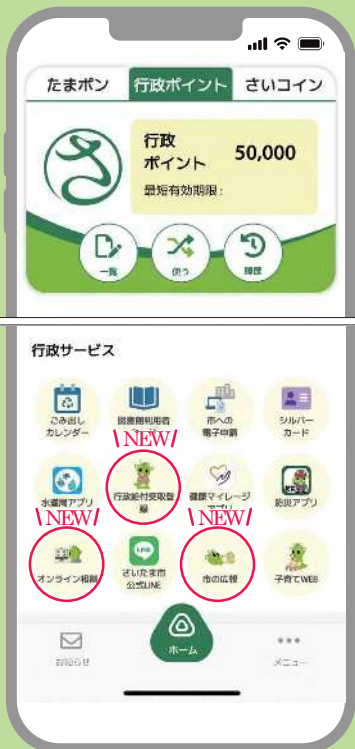 たまポン 行政ポイント さいコイン
行政
ポイント 50,000
最短有効期限:
一覧 使う 履歴
行政サービス
ごみ出し
カレンダー
図書館利用者
市への
電子申請
シルバー
カード
NEW
水道局アプリ
行政給付受取登
録
健康マイレージ
アプリ
防災アプリ
NEW
NEW
オンライン相談
LINE
さいたま市
公式LINE
市の広報
子育てWEB
お知らせ
ホーム
メニュー